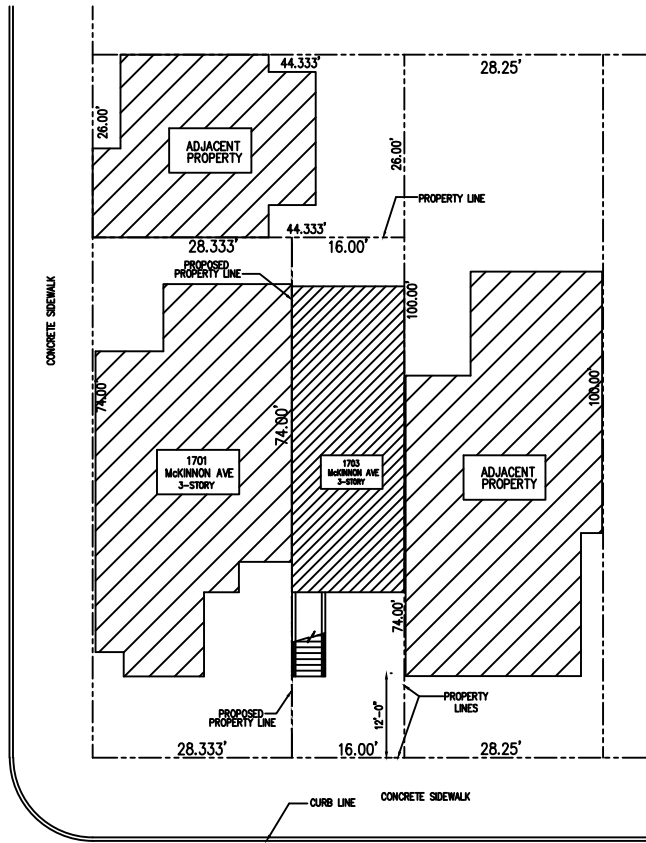 44.333'
28.25'
26.00'
26.00'
ADJACENT
PROPERTY
PROPERTY LINE
44.333'
28.333'
16.00'
PROPOSED
PROPERTY LINE
100.00'
CONCRETE SIDEWALK
74.00'
74.00'
100.00'
1701
McKINNON AVE
3-STORY
1703
McKINNON AVE
3-STORY
ADJACENT
PROPERTY
74.00'
PROPOSED
PROPERTY LINE
12'-0"
PROPERTY
LINES
28.333'
16.00'
28.25'
CURB LINE
CONCRETE SIDEWALK